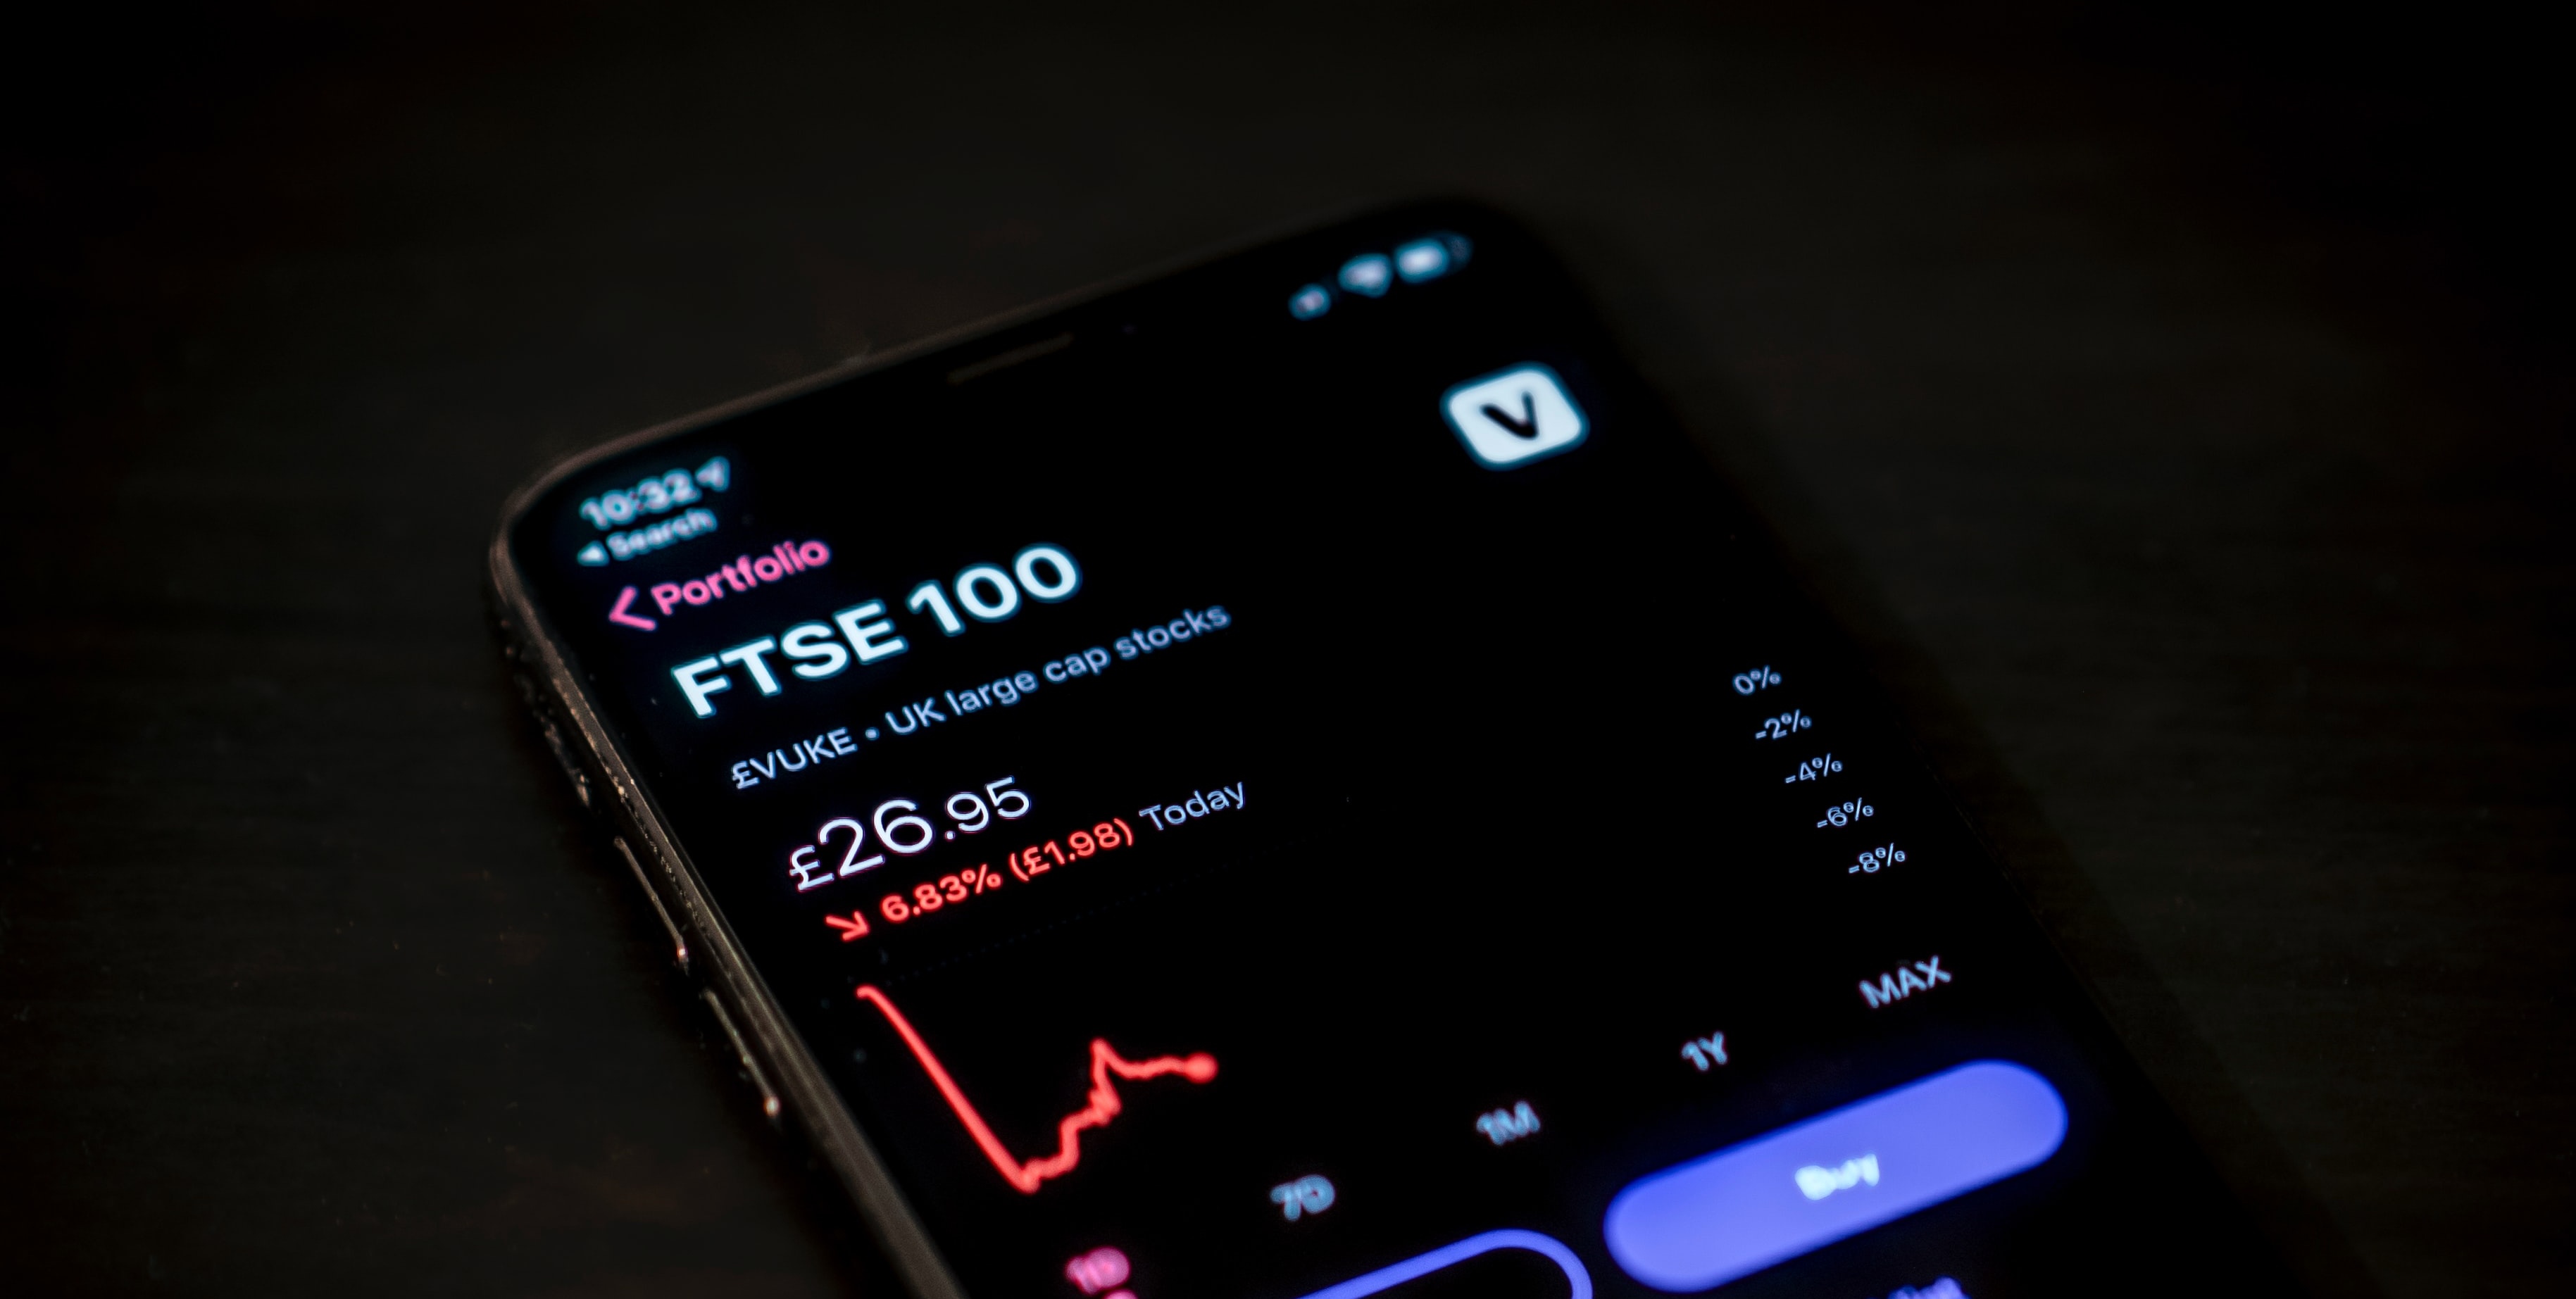 10:32
Search
Portfolio
V
FTSE 100
£VUKE • UK large cap stocks
£26.95
6.83% (£1.98) Today
0%
-2%
-4%
-6%
-8%
1D
7D
1M
1Y
MAX
Buy